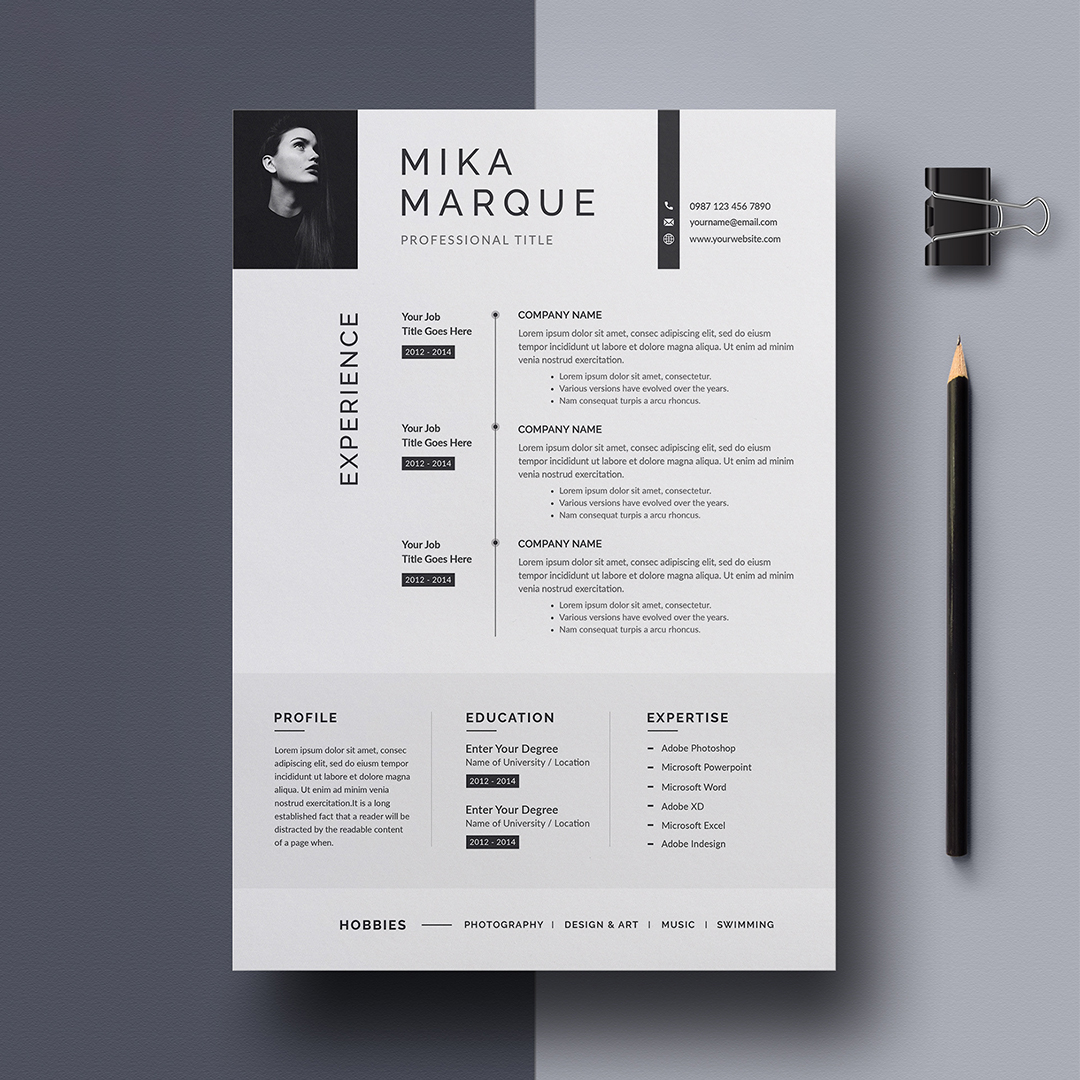 MIKA
MARQUE
PROFESSIONAL TITLE
0987 123 456 7890
yourname@email.com
www.yourwebsite.com
EXPERIENCE
Your Job
Title Goes Here
2012 - 2014
COMPANY NAME
Lorem ipsum dolor sit amet, consec adipiscing elit, sed do eiusm
tempor incididunt ut labore et dolore magna aliqua. Ut enim ad minim
venia nostrud exercitation.
• Lorem ipsum dolor sit amet, consectetur.
• Various versions have evolved over the years.
• Nam consequat turpis a arcu rhoncus.
Your Job
Title Goes Here
2012 - 2014
COMPANY NAME
Lorem ipsum dolor sit amet, consec adipiscing elit, sed do eiusm
tempor incididunt ut labore et dolore magna aliqua. Ut enim ad minim
venia nostrud exercitation.
• Lorem ipsum dolor sit amet, consectetur.
• Various versions have evolved over the years.
• Nam consequat turpis a arcu rhoncus.
Your Job
Title Goes Here
2012 - 2014
COMPANY NAME
Lorem ipsum dolor sit amet, consec adipiscing elit, sed do eiusm
tempor incididunt ut labore et dolore magna aliqua. Ut enim ad minim
venia nostrud exercitation.
• Lorem ipsum dolor sit amet, consectetur.
• Various versions have evolved over the years.
• Nam consequat turpis a arcu rhoncus.
PROFILE
Lorem ipsum dolor sit amet, consec
adipiscing elit, sed do eiusm tempor
incididunt ut labore et dolore magna
aliqua. Ut enim ad minim venia
nostrud exercitation.It is a long
established fact that a reader will be
distracted by the readable content
of a page when.
EDUCATION
Enter Your Degree
Name of University / Location
2012 - 2014
Enter Your Degree
Name of University / Location
2012 - 2014
EXPERTISE
– Adobe Photoshop
– Microsoft Powerpoint
– Microsoft Word
– Adobe XD
– Microsoft Excel
– Adobe Indesign
HOBBIES — PHOTOGRAPHY | DESIGN & ART | MUSIC | SWIMMING